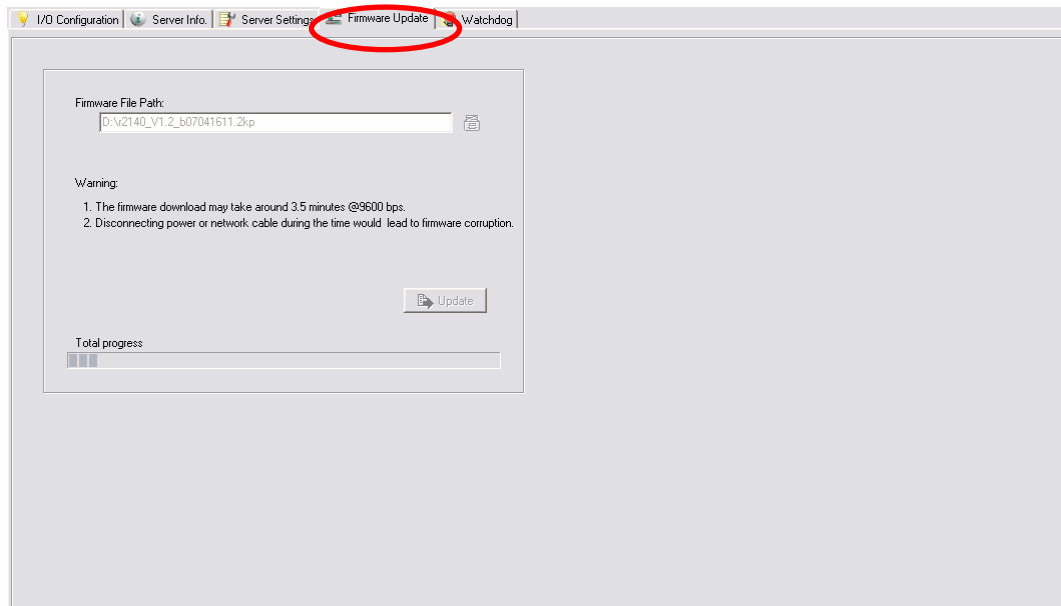 I/O Configuration Server Info. Server Settings Firmware Update Watchdog
Firmware File Path:
D:\r2140_V1.2_b07041611.2kp
Warning:
1. The firmware download may take around 3.5 minutes @9600 bps.
2. Disconnecting power or network cable during the time would lead to firmware corruption.
Update
Total progress